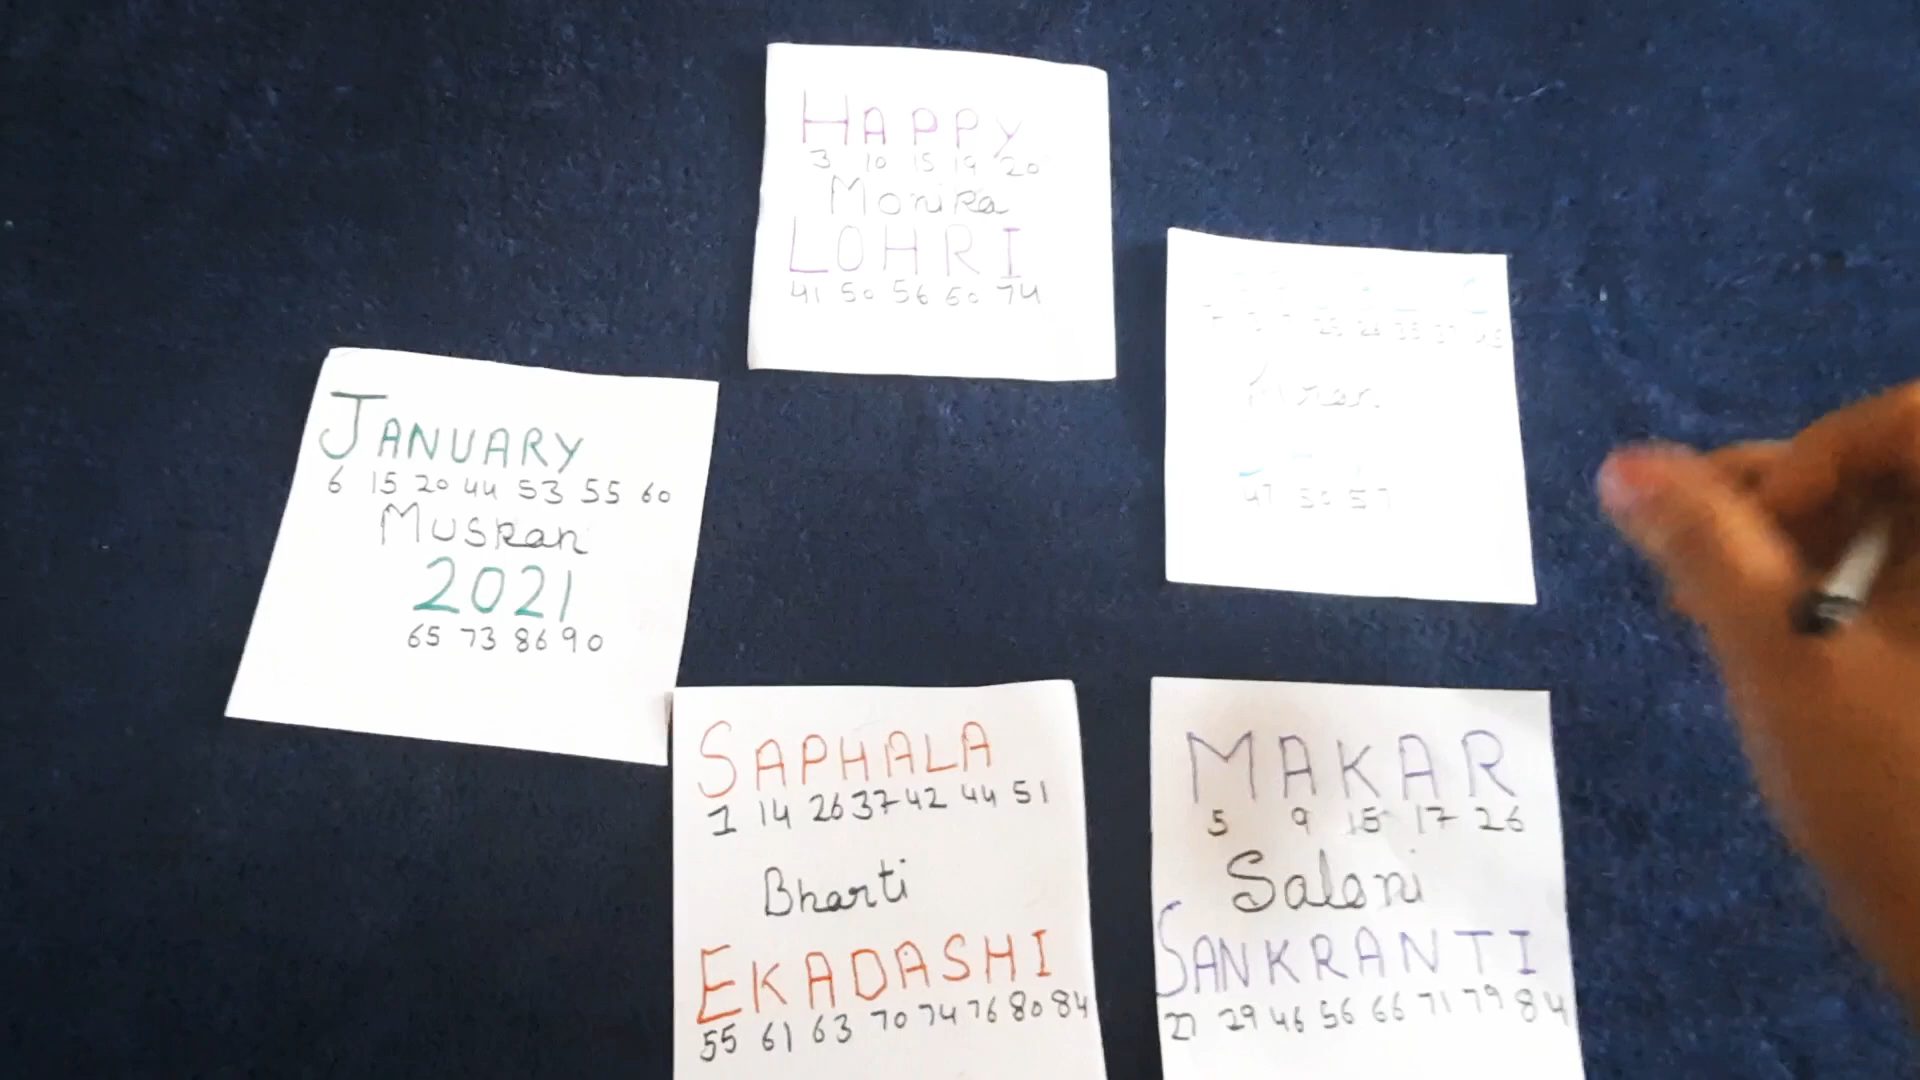 HAPPY
3 10 15 19 20
Monika
LOHRI
41 50 56 60 74
47 50 57
JANUARY
6 15 20 44 53 55 60
Muskan
2021
65 73 86 90
SAPHALA
1 14 26 37 42 44 51
Bharti
EKADASHI
55 61 63 70 74 76 80 84
MAKAR
5 9 15 17 26
Saloni
SANKRANTI
27 29 46 56 66 71 79 84